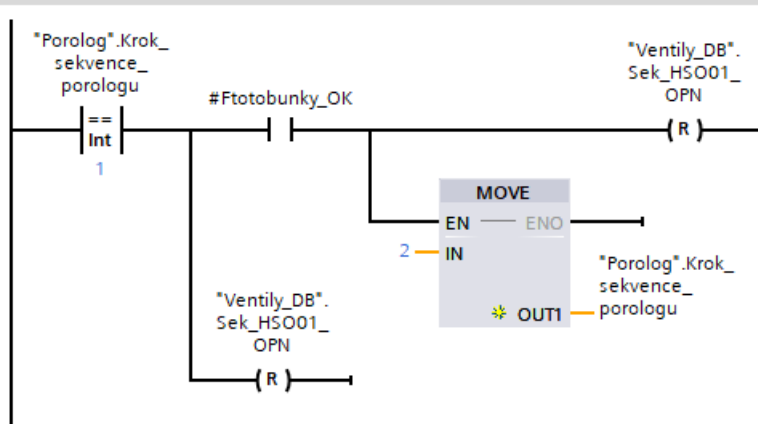 "Porolog".Krok_
sekvence_
porologu
==
Int
1
#Ftotobunky_OK
"Ventily_DB".
Sek_HSO01_
OPN
R
MOVE
EN
ENO
2
IN
OUT1
"Porolog".Krok_
sekvence_
porologu
"Ventily_DB".
Sek_HSO01_
OPN
R